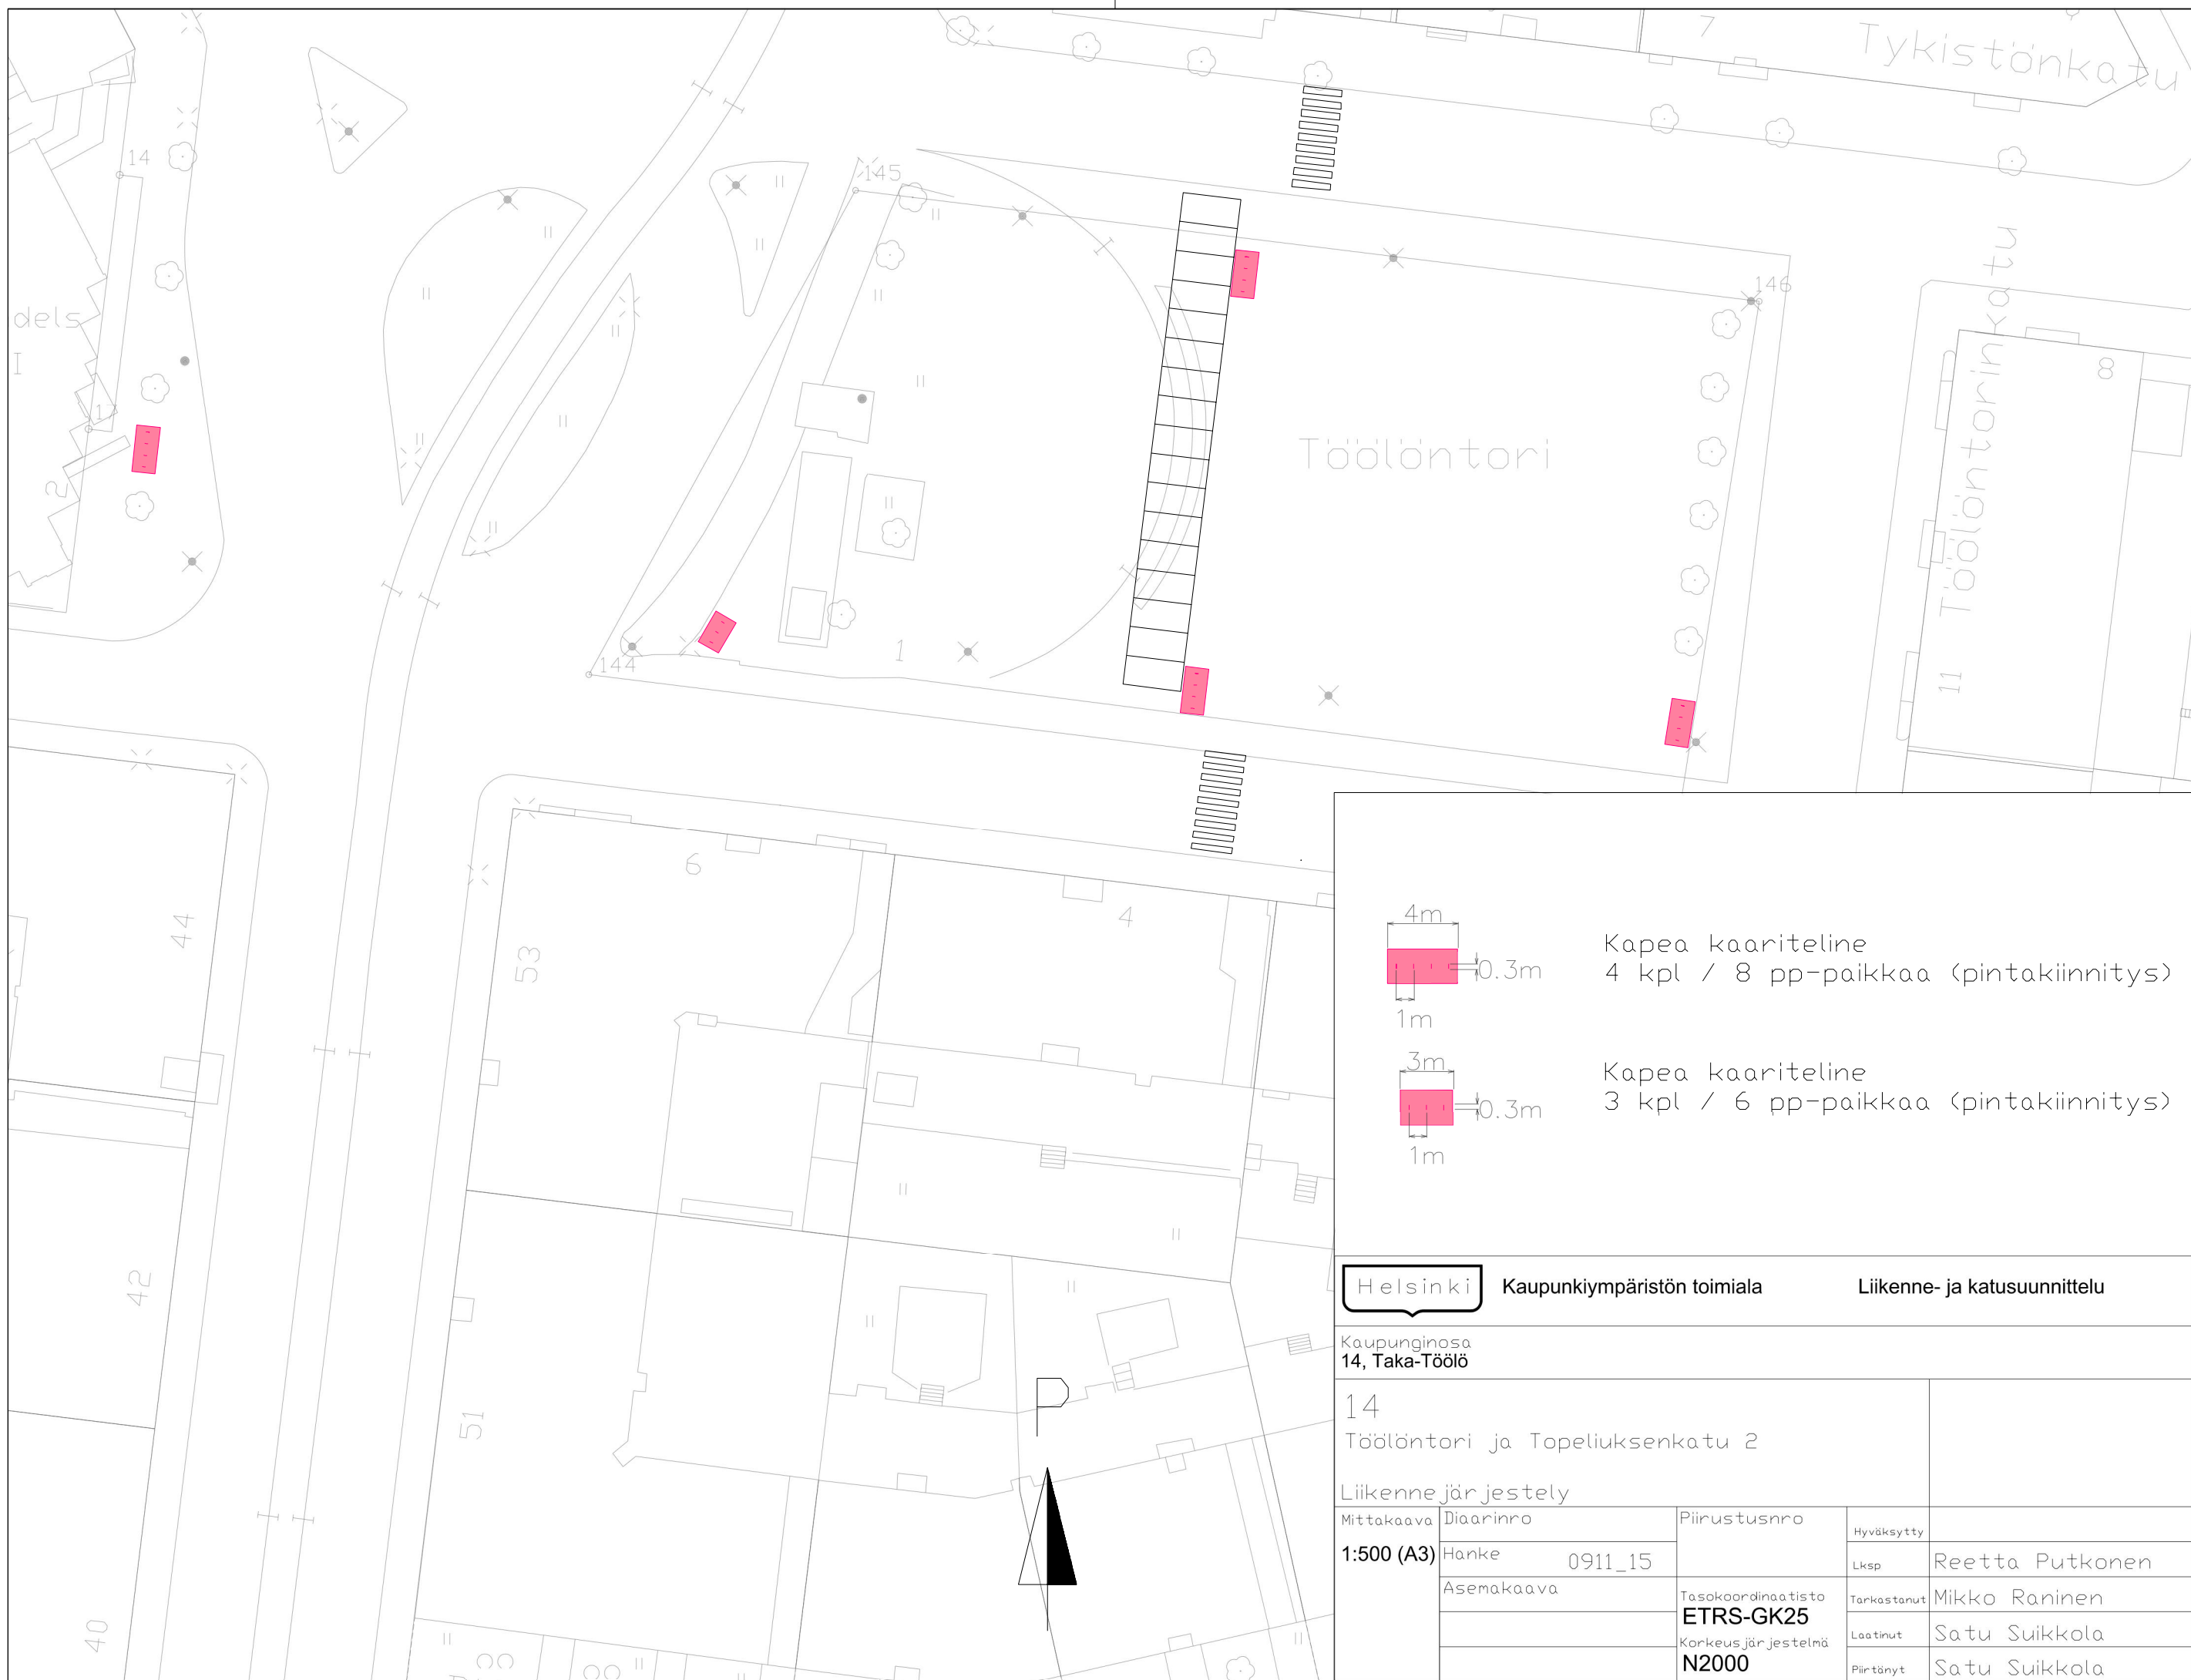 7
Tykistönkatu
14
145
146
dels
I
17
2
Töölöntori
Töölöntorinkatu
8
11
1
144
6
4
44
53
42
51
40
P
4m
0.3m
1m
Kapea kaariteline
4 kpl / 8 pp-paikkaa (pintakiinnitys)
3m
0.3m
1m
Kapea kaariteline
3 kpl / 6 pp-paikkaa (pintakiinnitys)
Helsinki
Kaupunkiympäristön toimiala
Liikenne- ja katusuunnittelu
Kaupunginosa
14, Taka-Töölö
14
Töölöntori ja Topeliuksenkatu 2
Liikennejärjestely
Mittakaava
1:500 (A3)
Diaarinro
Hanke 0911_15
Asemakaava
Piirustusnro
Tasokoordinaatisto
ETRS-GK25
Korkeusjärjestelmä
N2000
Hyväksytty
Lksp Reetta Putkonen
Tarkastanut Mikko Raninen
Laatinut Satu Suikkola
Piirtänyt Satu Suikkola